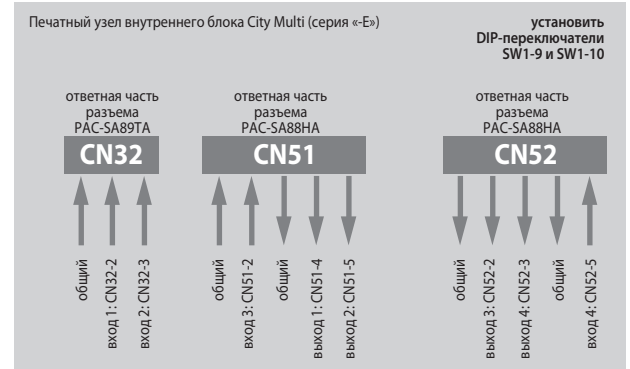 Печатный узел внутреннего блока City Multi (серия «-E»)
установить
DIP-переключатели
SW1-9 и SW1-10
ответная часть
разъема
PAC-SA89TA
CN32
общий
вход 1: CN32-2
вход 2: CN32-3
ответная часть
разъема
PAC-SA88HA
CN51
общий
вход 3: CN51-2
общий
выход 1: CN51-4
выход 2: CN51-5
ответная часть
разъема
PAC-SA88HA
CN52
общий
выход 3: CN52-2
выход 4: CN52-3
общий
вход 4: CN52-5